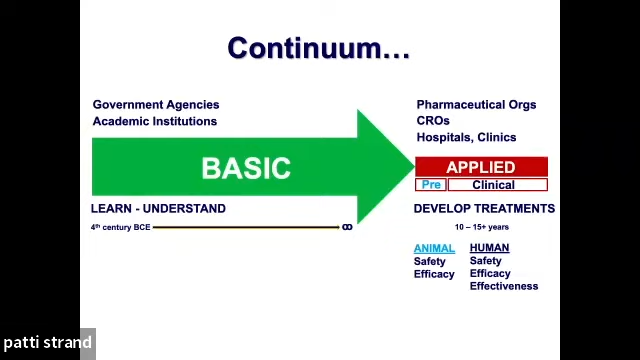 Continuum…
Government Agencies
Academic Institutions
BASIC
LEARN - UNDERSTAND
4th century BCE ∞
Pharmaceutical Orgs
CROs
Hospitals, Clinics
APPLIED
Pre Clinical
DEVELOP TREATMENTS
10 – 15+ years
ANIMAL
Safety
Efficacy
HUMAN
Safety
Efficacy
Effectiveness
patti strand